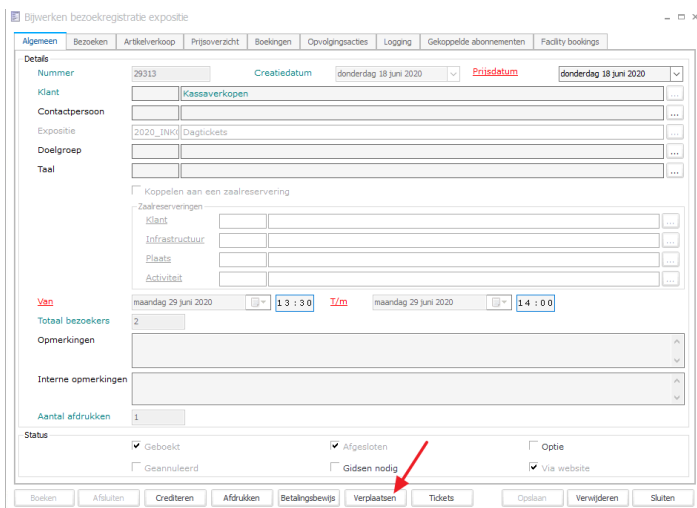 Bijwerken bezoekregistratie expositie
Algemeen Bezoeken Artikelverkoop Prijsoverzicht Boekingen Opvolgingsacties Logging Gekoppelde abonnementen Facility bookings
Details
Nummer 29313 Creatiedatum donderdag 18 juni 2020 Prijsdatum donderdag 18 juni 2020
Klant Kassaverkopen ...
Contactpersoon ...
Expositie 2020_INK Dagtickets ...
Doelgroep ...
Taal ...
Koppelen aan een zaalreservering
Zaalreserveringen
Klant ...
Infrastructuur ...
Plaats ...
Activiteit ...
Van maandag 29 juni 2020 13:30 T/m maandag 29 juni 2020 14:00
Totaal bezoekers 2
Opmerkingen
Interne opmerkingen
Aantal afdrukken 1
Status
Geboekt Afgesloten Optie
Geannuleerd Gidsen nodig Via website
Boeken Afsluiten Crediteren Afdrukken Betalingsbewijs Verplaatsen Tickets Opslaan Verwijderen Sluiten